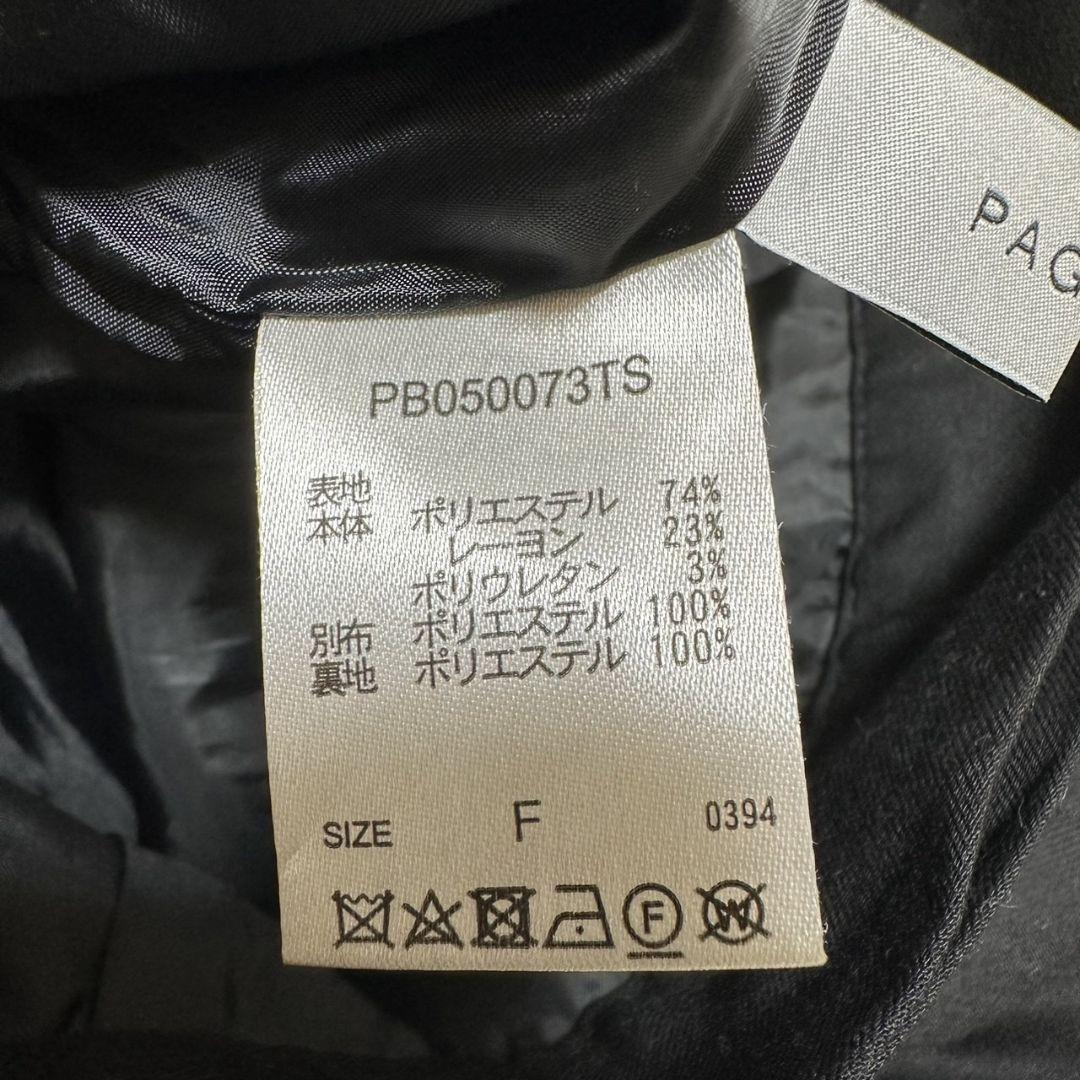 PAG
PB050073TS
表地
本体 ポリエステル 74%
レーヨン 23%
ポリウレタン 3%
別布 ポリエステル 100%
裏地 ポリエステル 100%
SIZE F 0394
F W